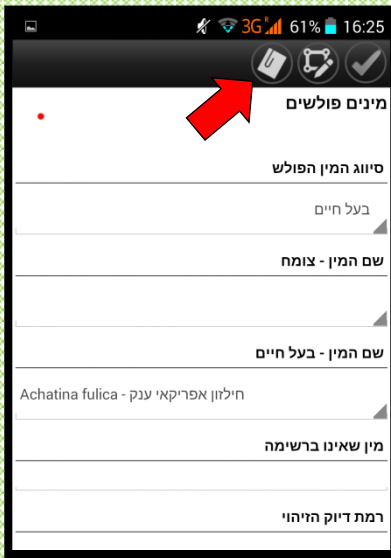 3G R 61% 16:25
מינים פולשים
סיווג המין הפולש
בעל חיים
שם המין - צומח
שם המין - בעל חיים
חילזון אפריקאי ענק - Achatina fulica
מין שאינו ברשימה
רמת דיוק הזיהוי